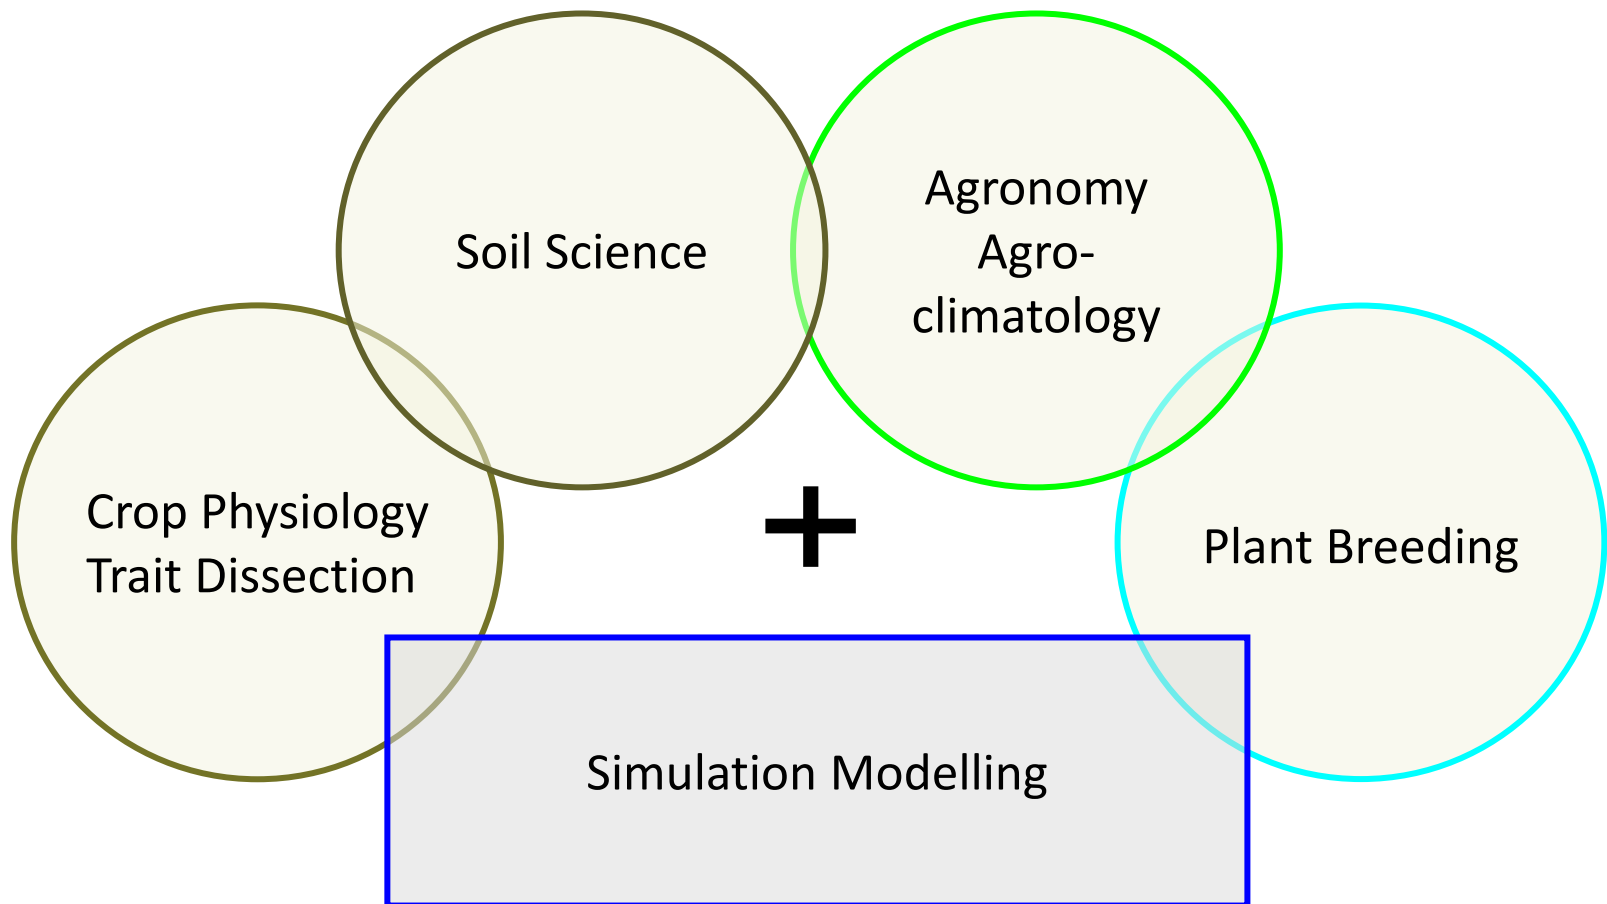 Soil Science
Agronomy
Agro-
climatology
Crop Physiology
Trait Dissection
+
Plant Breeding
Simulation Modelling